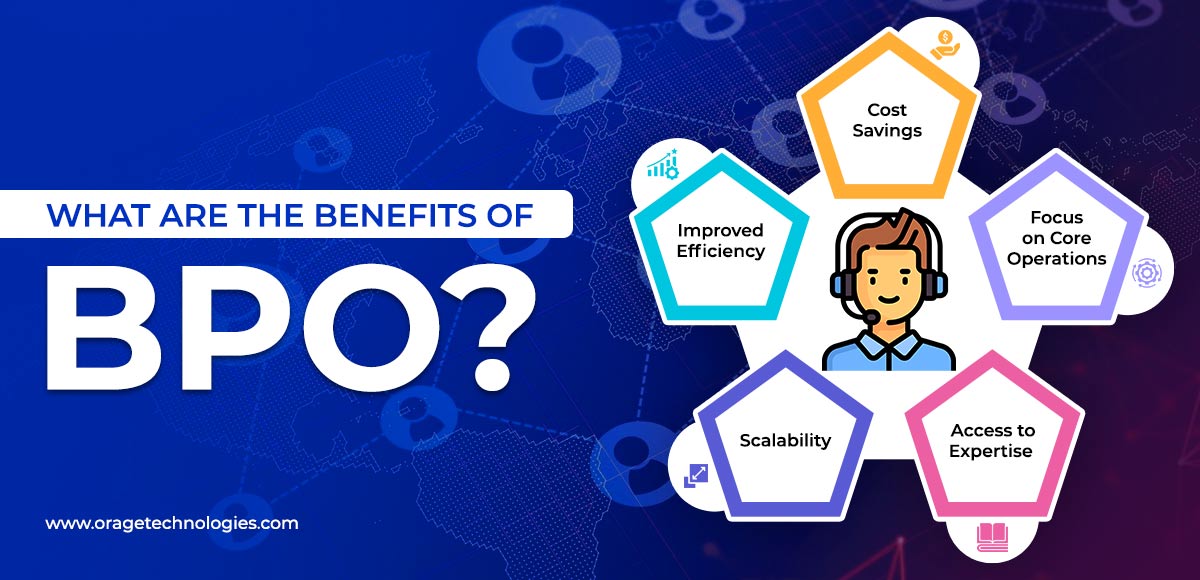 WHAT ARE THE BENEFITS OF
BPO?
www.oragetechnologies.com
Cost
Savings
Improved
Efficiency
Focus
on Core
Operations
Scalability
Access to
Expertise